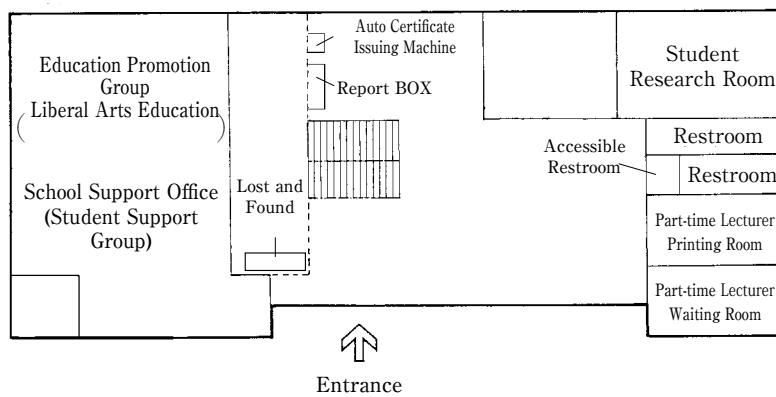 Auto Certificate
Issuing Machine
Education Promotion
Group
(Liberal Arts Education)
Report BOX
Student
Research Room
Accessible
Restroom
Restroom
Restroom
School Support Office
(Student Support
Group)
Lost and
Found
Part-time Lecturer
Printing Room
Part-time Lecturer
Waiting Room
Entrance